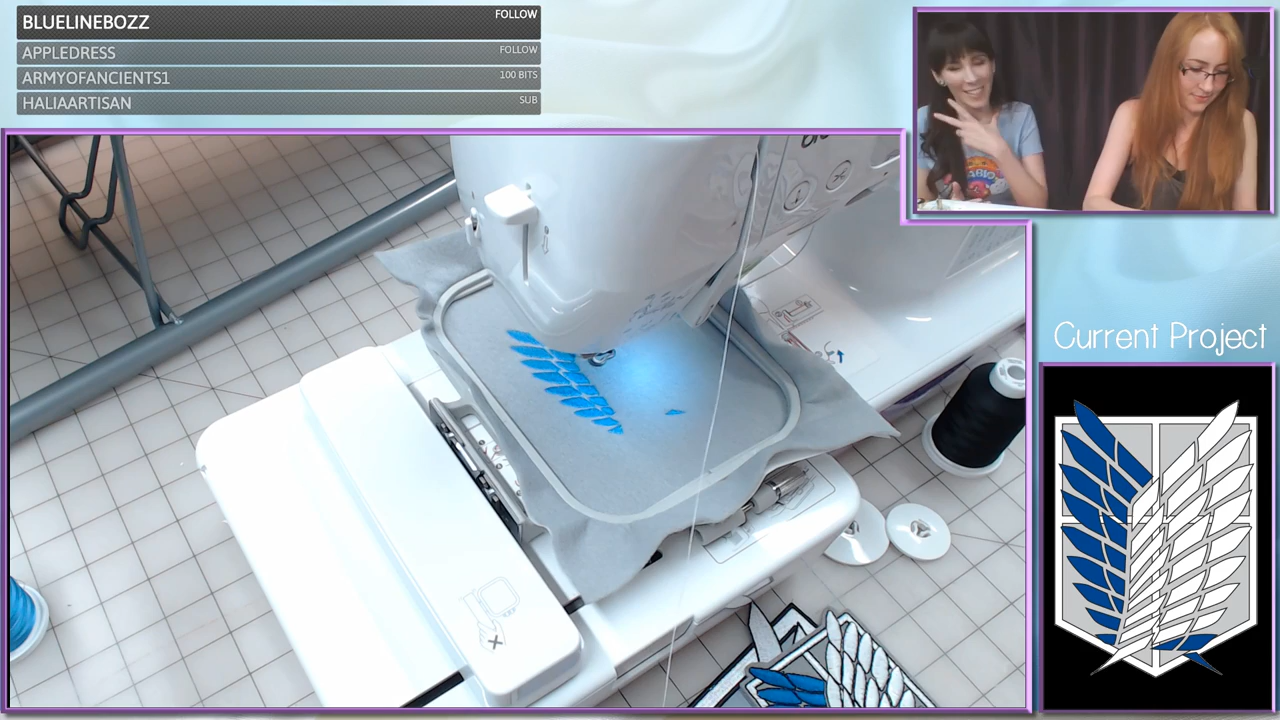 BLUELINEBOZZ FOLLOW
APPLEDRESS FOLLOW
ARMYOFANCIENTS1 100 BITS
HALIAARTISAN SUB
Current Project